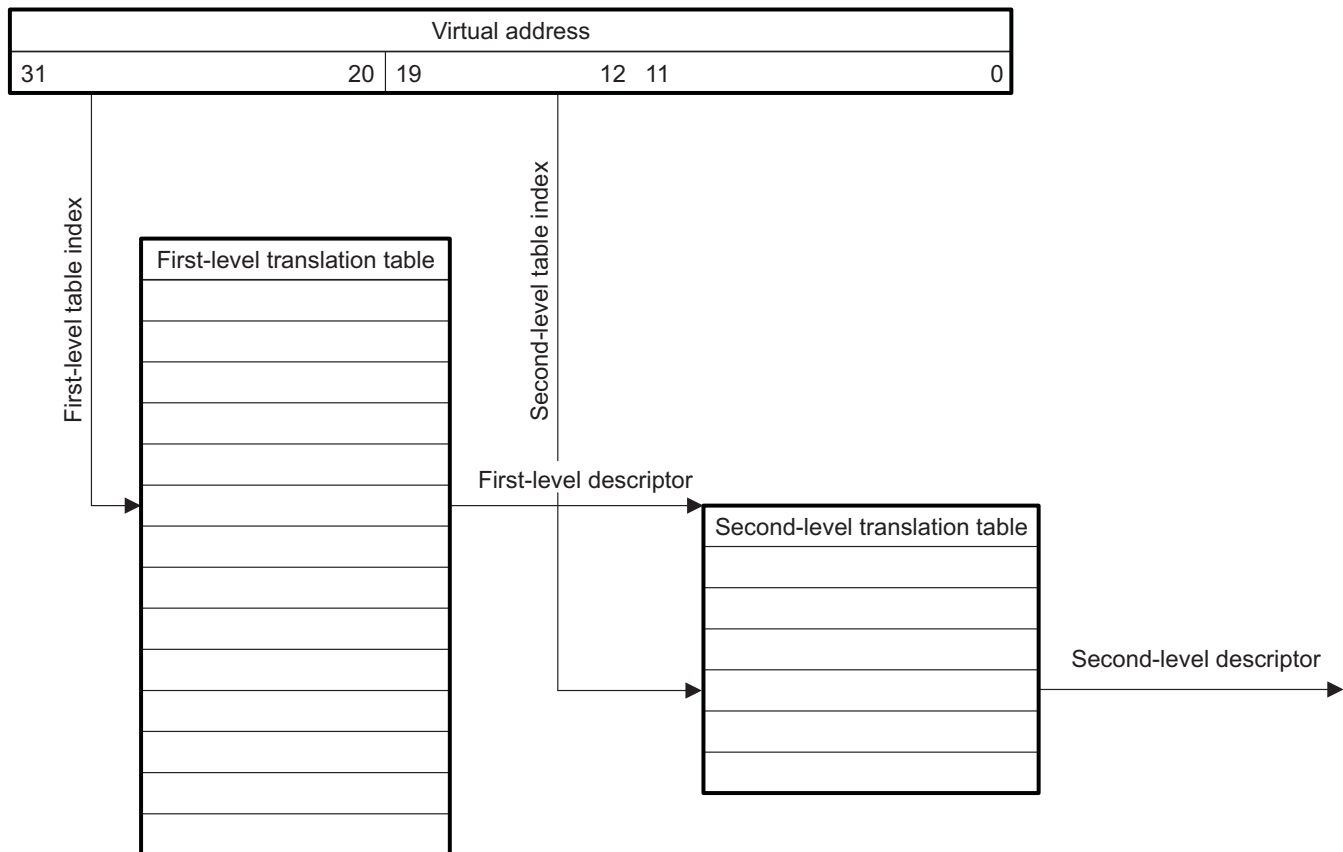 Virtual address
31 20 19 12 11 0
First-level table index
Second-level table index
First-level translation table
First-level descriptor
Second-level translation table
Second-level descriptor